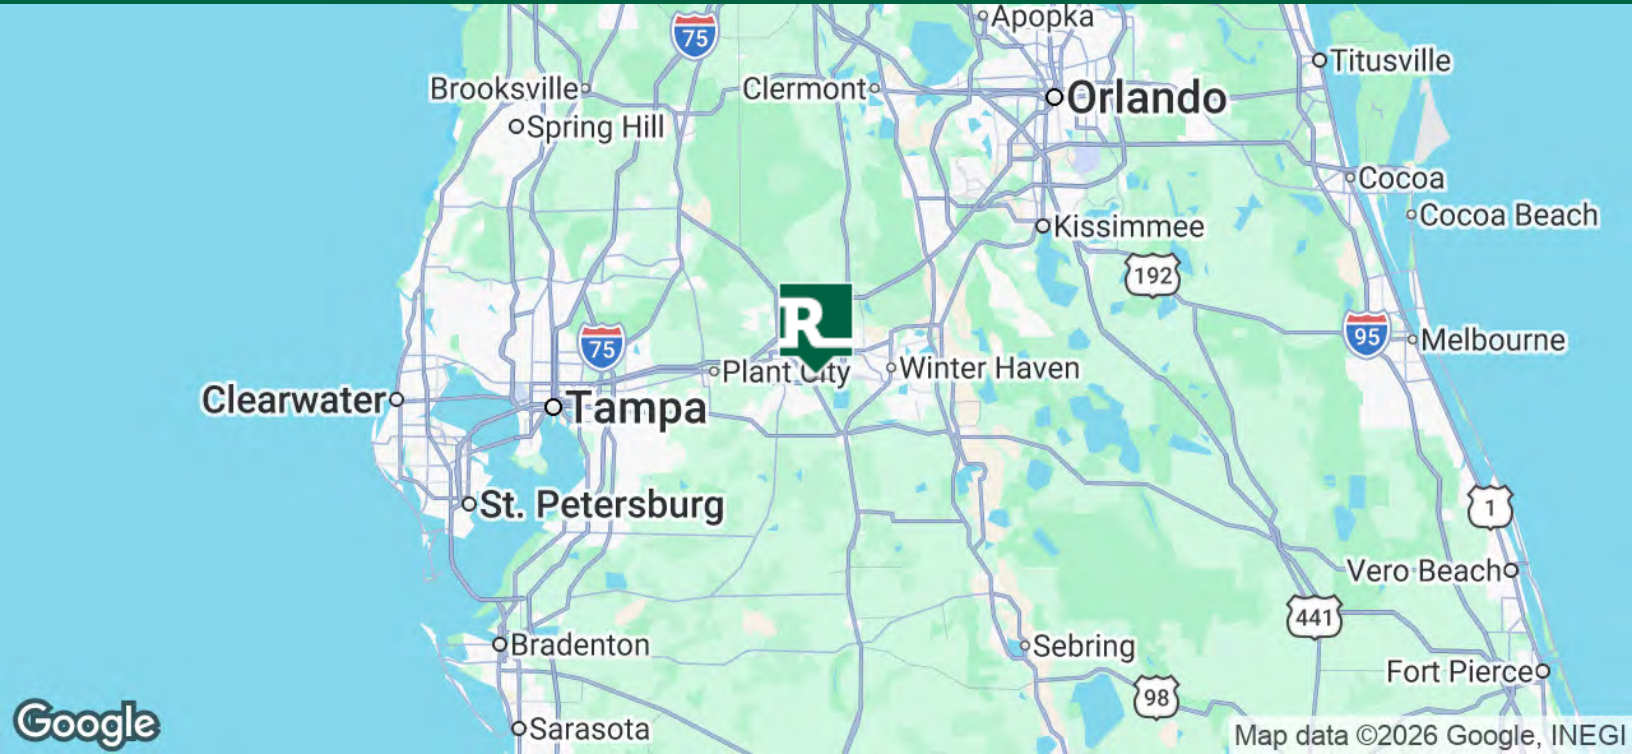 Apopka
75
Titusville
Brooksville
Clermont
Orlando
Spring Hill
Cocoa
Cocoa Beach
Kissimmee
192
R
75
95
Melbourne
Plant City
Winter Haven
Clearwater
Tampa
St. Petersburg
1
Vero Beach
441
Bradenton
Sebring
Fort Pierce
98
Google
Sarasota
Map data ©2026 Google, INEGI